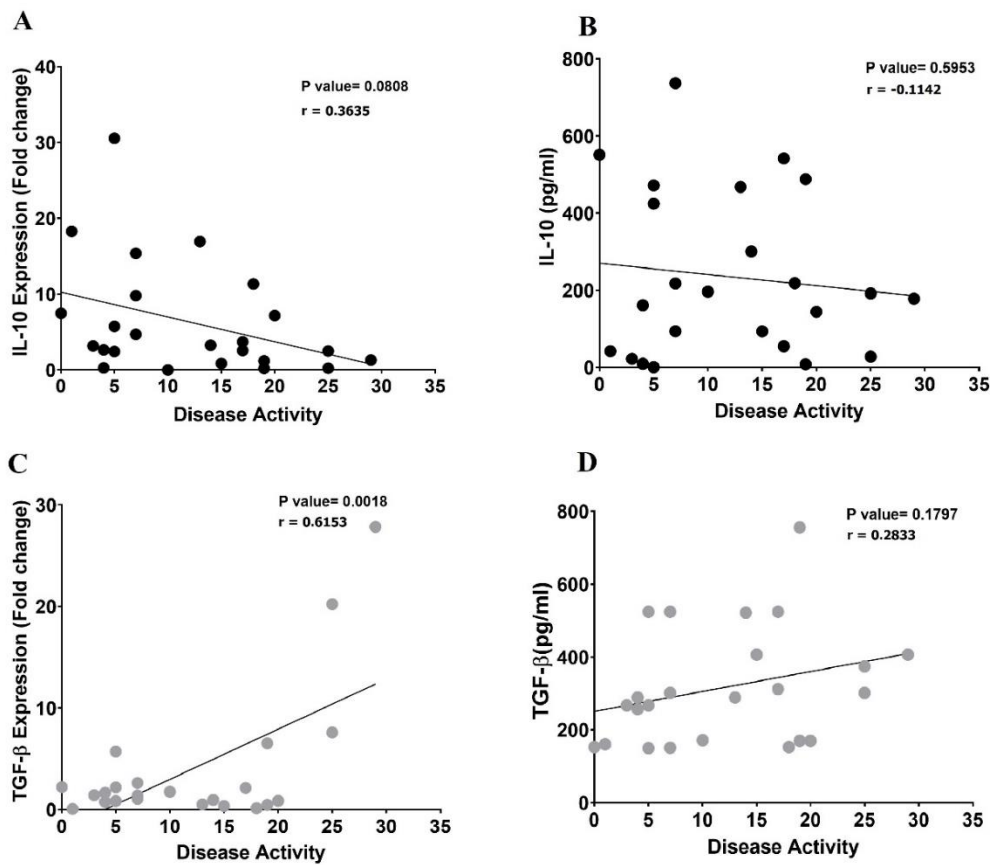 A
P value= 0.0808
r = 0.3635
IL-10 Expression (Fold change)
40
30
20
10
0
0 5 10 15 20 25 30 35
Disease Activity
B
P value= 0.5953
r = -0.1142
IL-10 (pg/ml)
800
600
400
200
0
0 5 10 15 20 25 30 35
Disease Activity
C
P value= 0.0018
r = 0.6153
TGF-β Expression (Fold change)
30
20
10
0
0 5 10 15 20 25 30 35
Disease Activity
D
P value= 0.1797
r = 0.2833
TGF-β(pg/ml)
800
600
400
200
0
0 5 10 15 20 25 30 35
Disease Activity